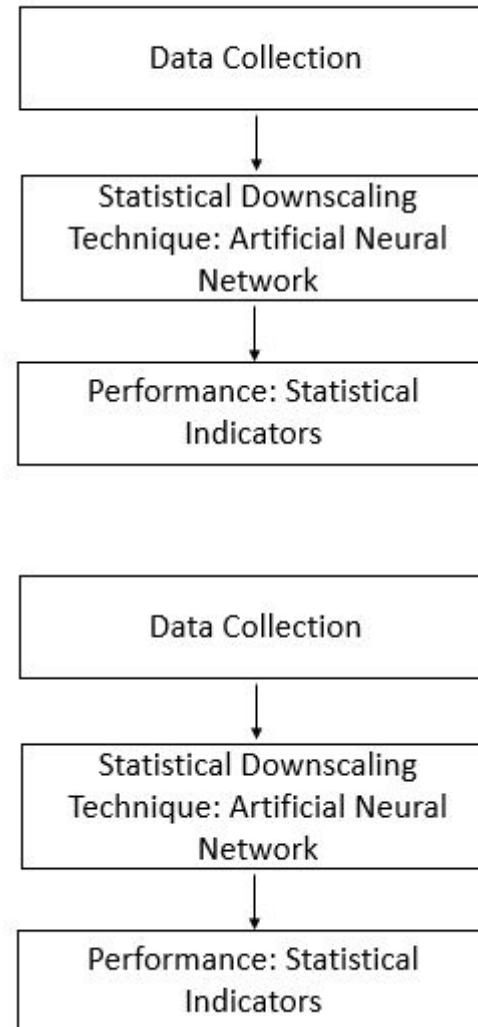 Data Collection
Statistical Downscaling
Technique: Artificial Neural
Network
Performance: Statistical
Indicators
Data Collection
Statistical Downscaling
Technique: Artificial Neural
Network
Performance: Statistical
Indicators